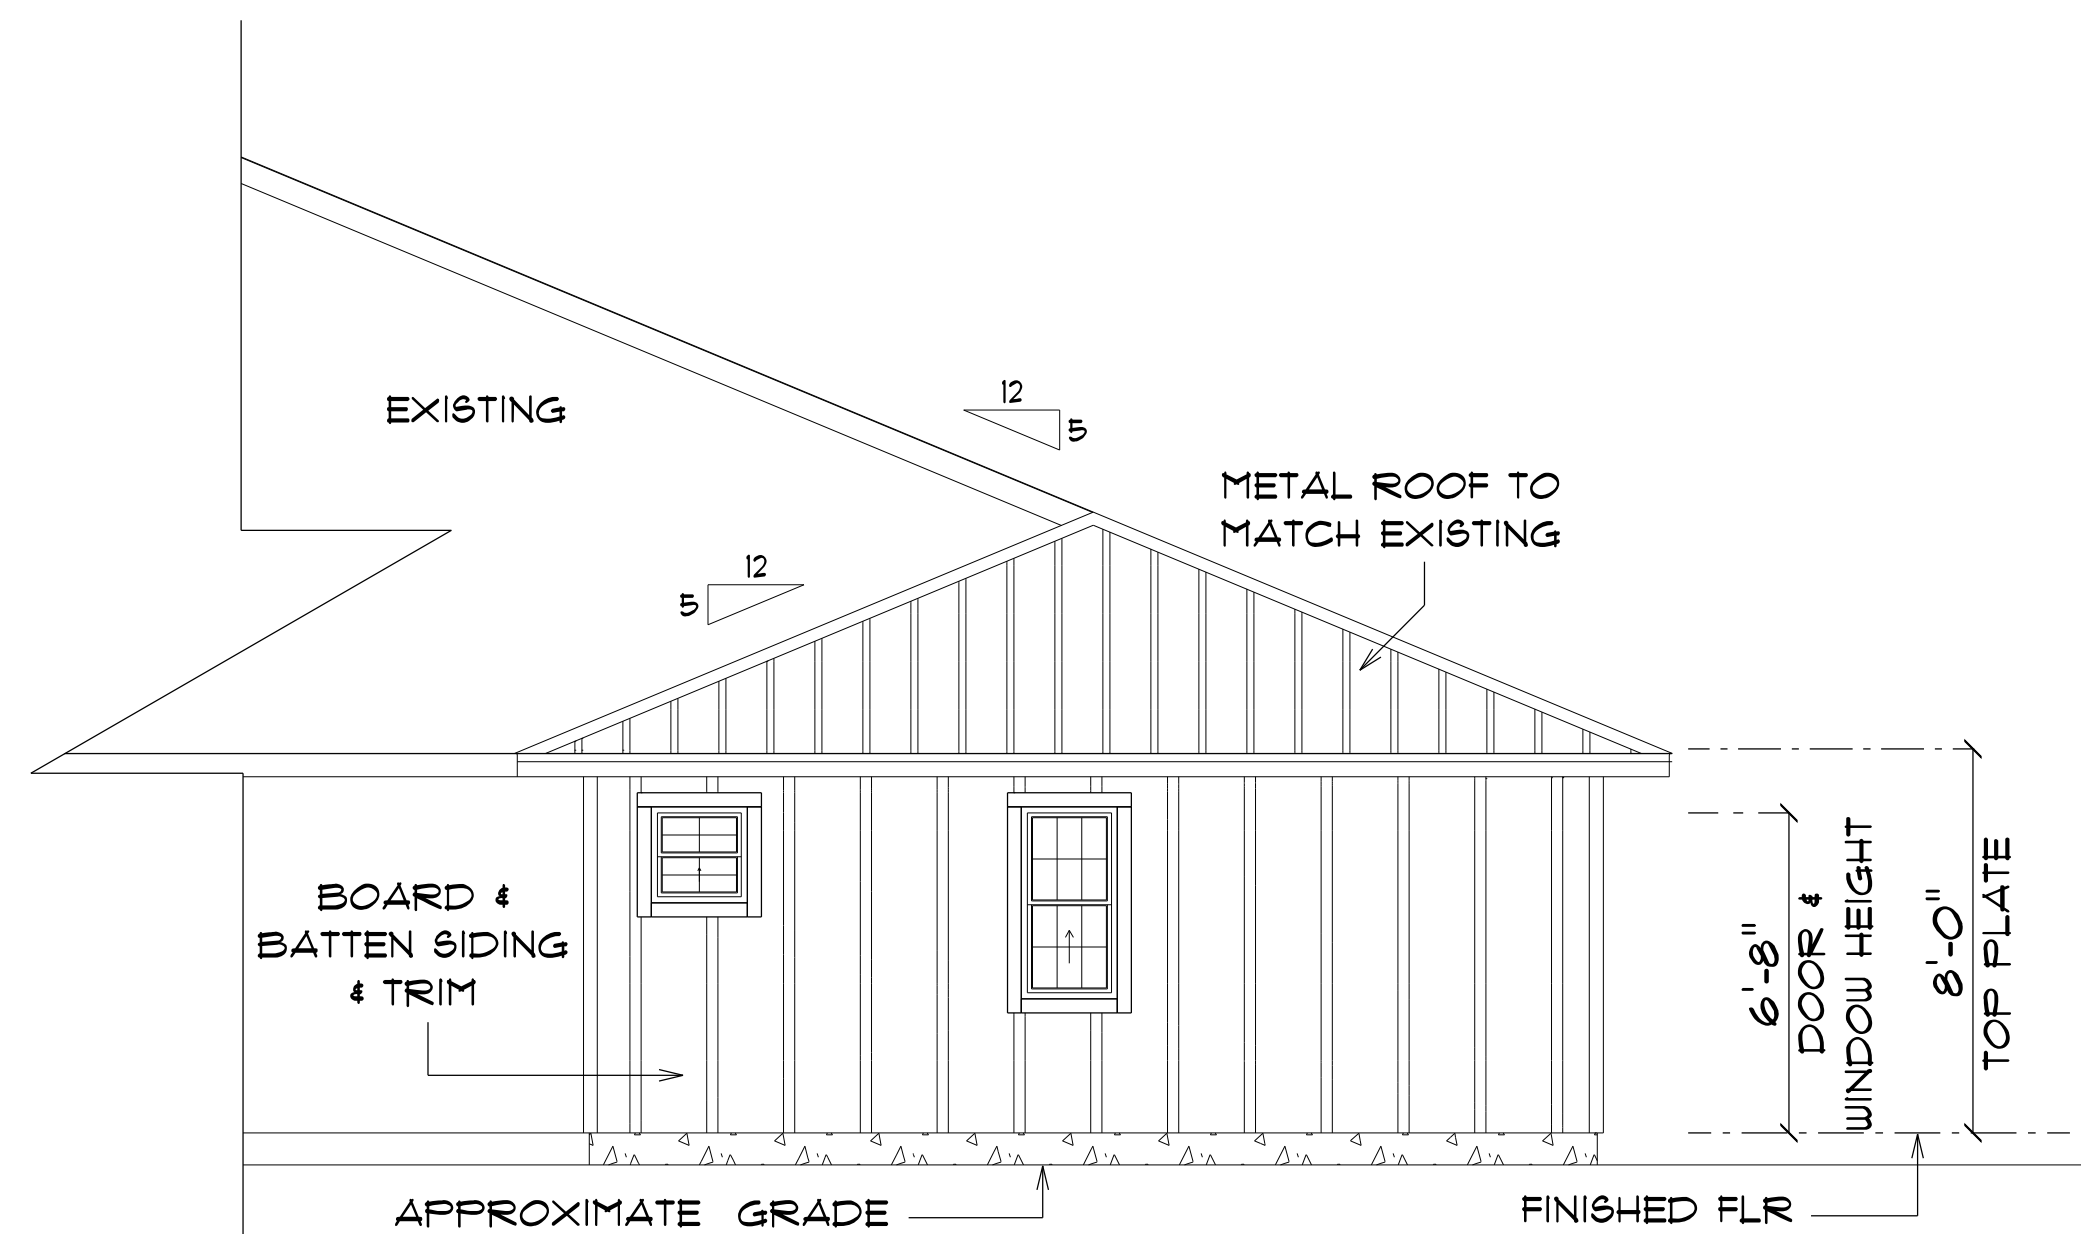 12
5
EXISTING
METAL ROOF TO
MATCH EXISTING
12
5
BOARD &
BATTEN SIDING
& TRIM
6'-8"
DOOR &
WINDOW HEIGHT
8'-0"
TOP PLATE
APPROXIMATE GRADE
FINISHED FLR